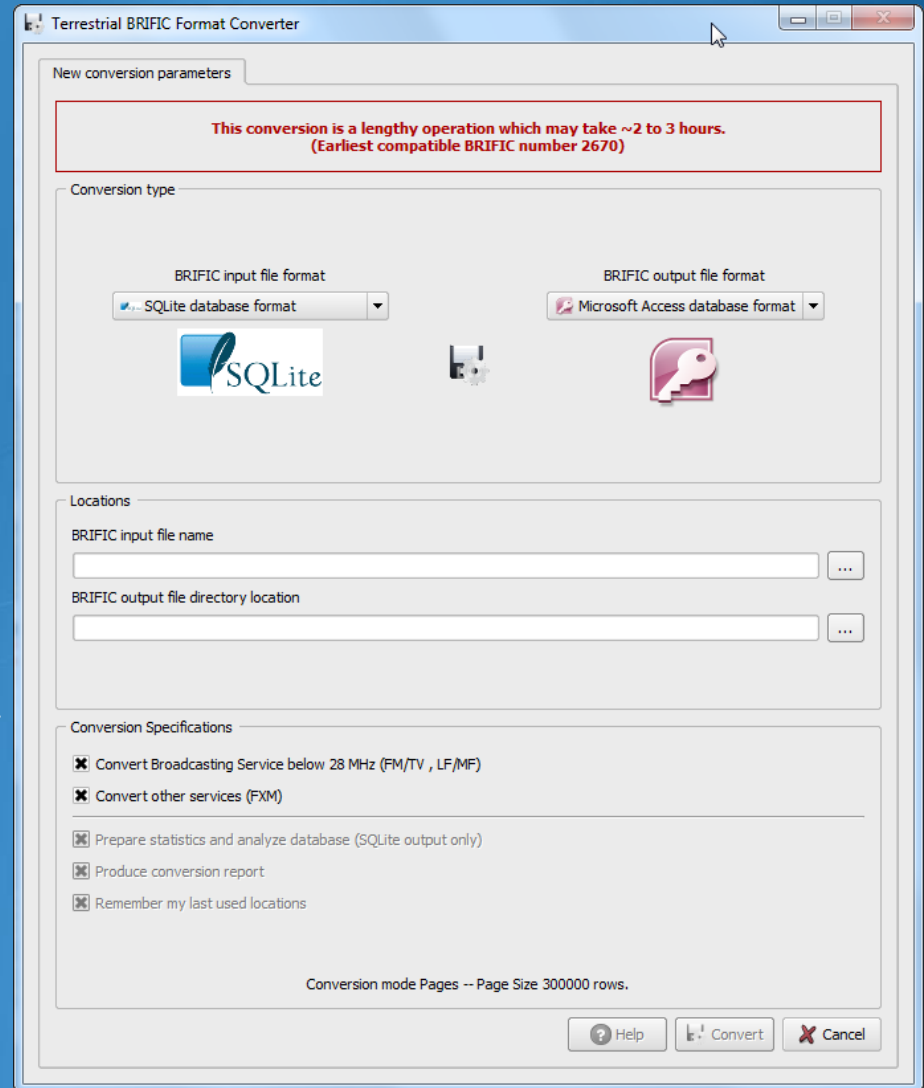 Terrestrial BRIFIC Format Converter
New conversion parameters
This conversion is a lengthy operation which may take ~2 to 3 hours.
(Earliest compatible BRIFIC number 2670)
Conversion type
BRIFIC input file format
BRIFIC output file format
SQLite database format
Microsoft Access database format
SQLite
Locations
BRIFIC input file name
...
BRIFIC output file directory location
...
Conversion Specifications
Convert Broadcasting Service below 28 MHz (FM/TV , LF/MF)
Convert other services (FXM)
Prepare statistics and analyze database (SQLite output only)
Produce conversion report
Remember my last used locations
Conversion mode Pages -- Page Size 300000 rows.
Help
Convert
Cancel